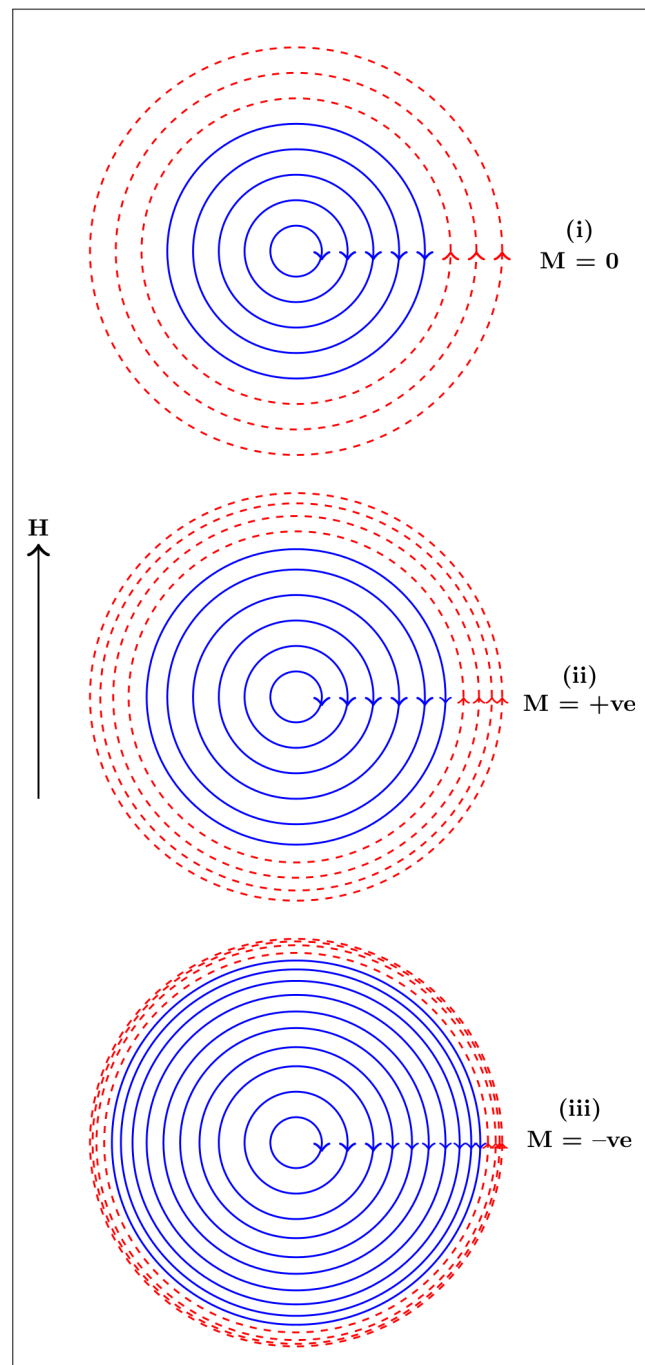 (i)
M = 0
H
(ii)
M = +ve
(iii)
M = –ve